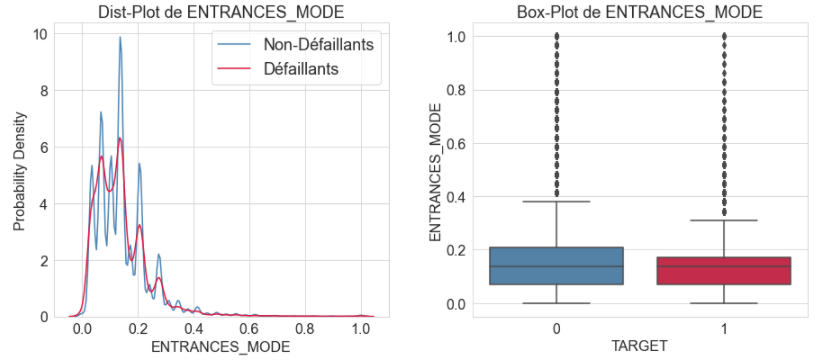 Dist-Plot de ENTRANCES_MODE
Non-Défaillants
Défaillants
Probability Density
10
8
6
4
2
0
0.0 0.2 0.4 0.6 0.8 1.0
ENTRANCES_MODE
Box-Plot de ENTRANCES_MODE
ENTRANCES_MODE
1.0
0.8
0.6
0.4
0.2
0.0
0 1
TARGET